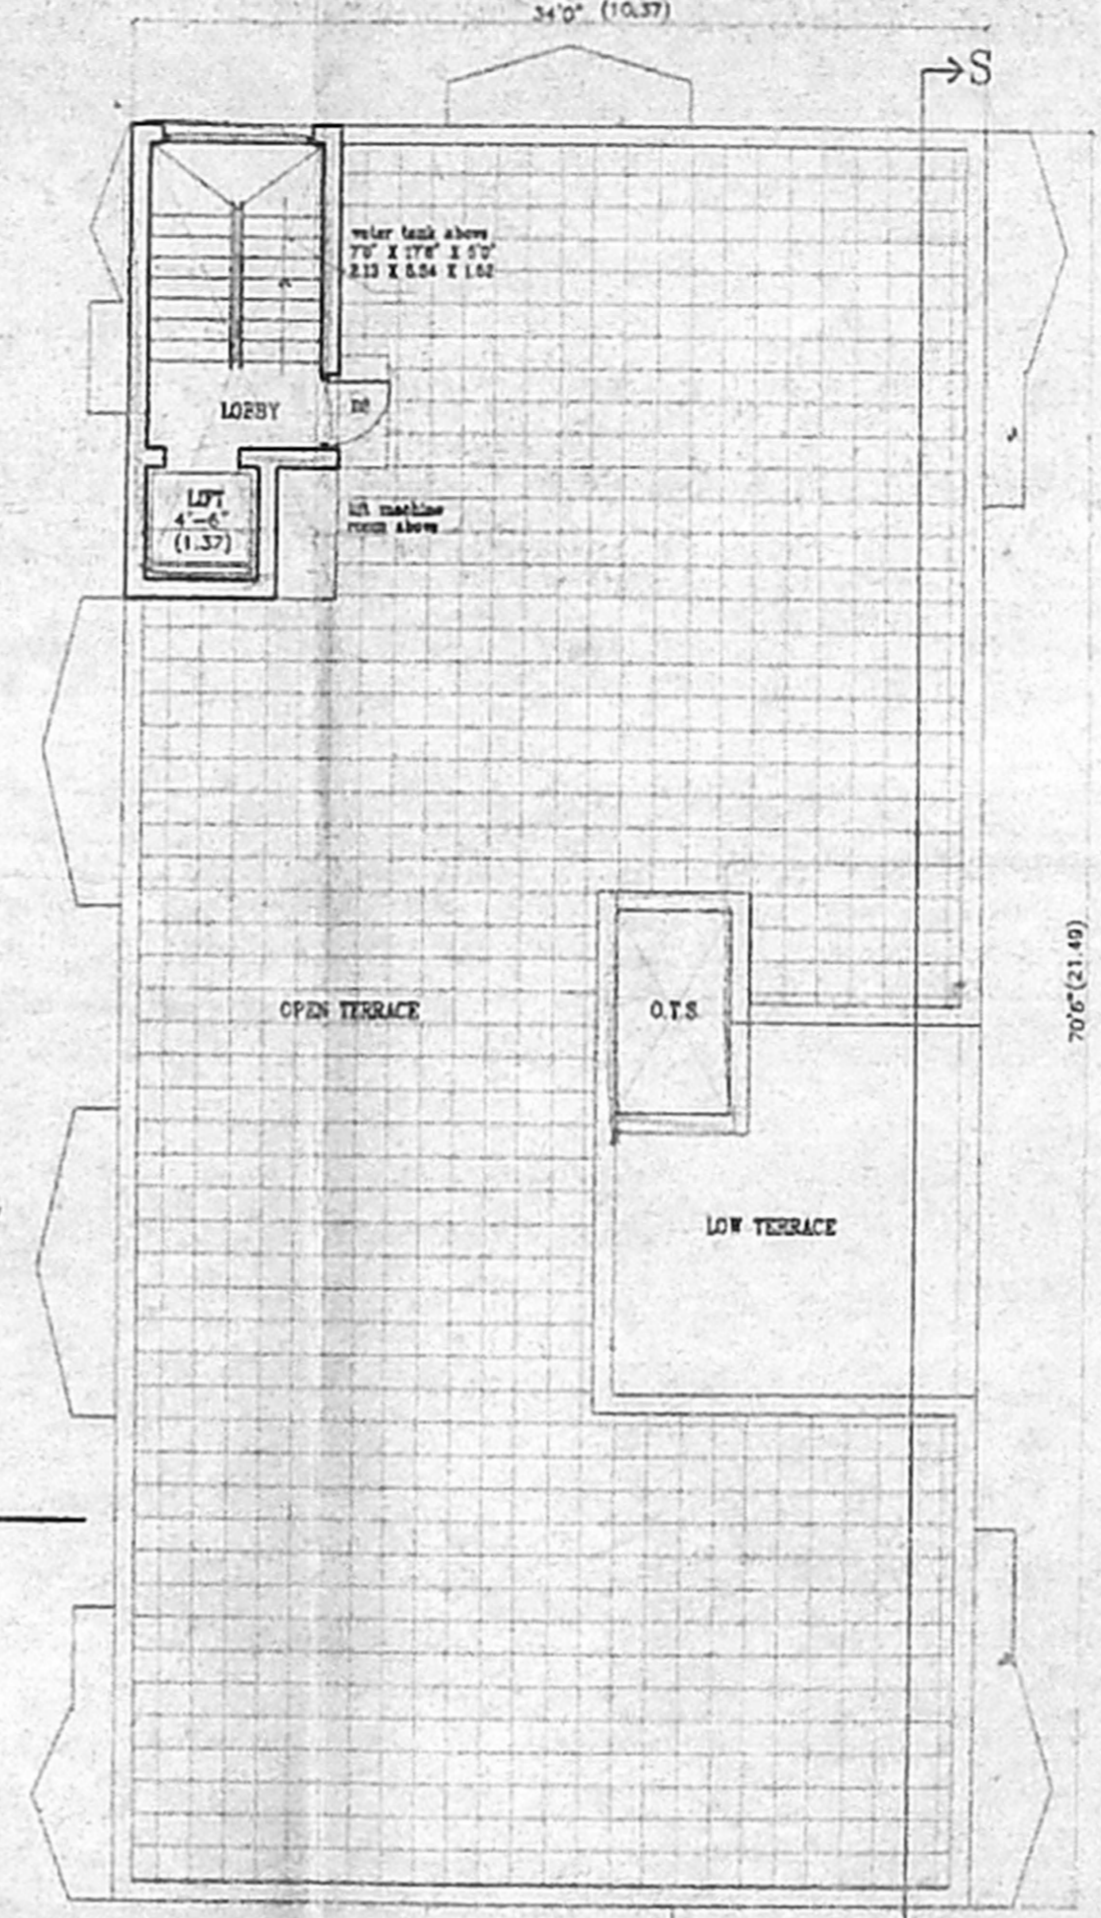 34'0" (10.37)
S
water tank above
7'0" X 17'6" X 5'0"
2.13 X 5.34 X 1.52
LOBBY
D2
LIFT
4'-6"
(1.37)
lift machine
room above
OPEN TERRACE
O.T.S.
70'6"(21.49)
LOW TERRACE